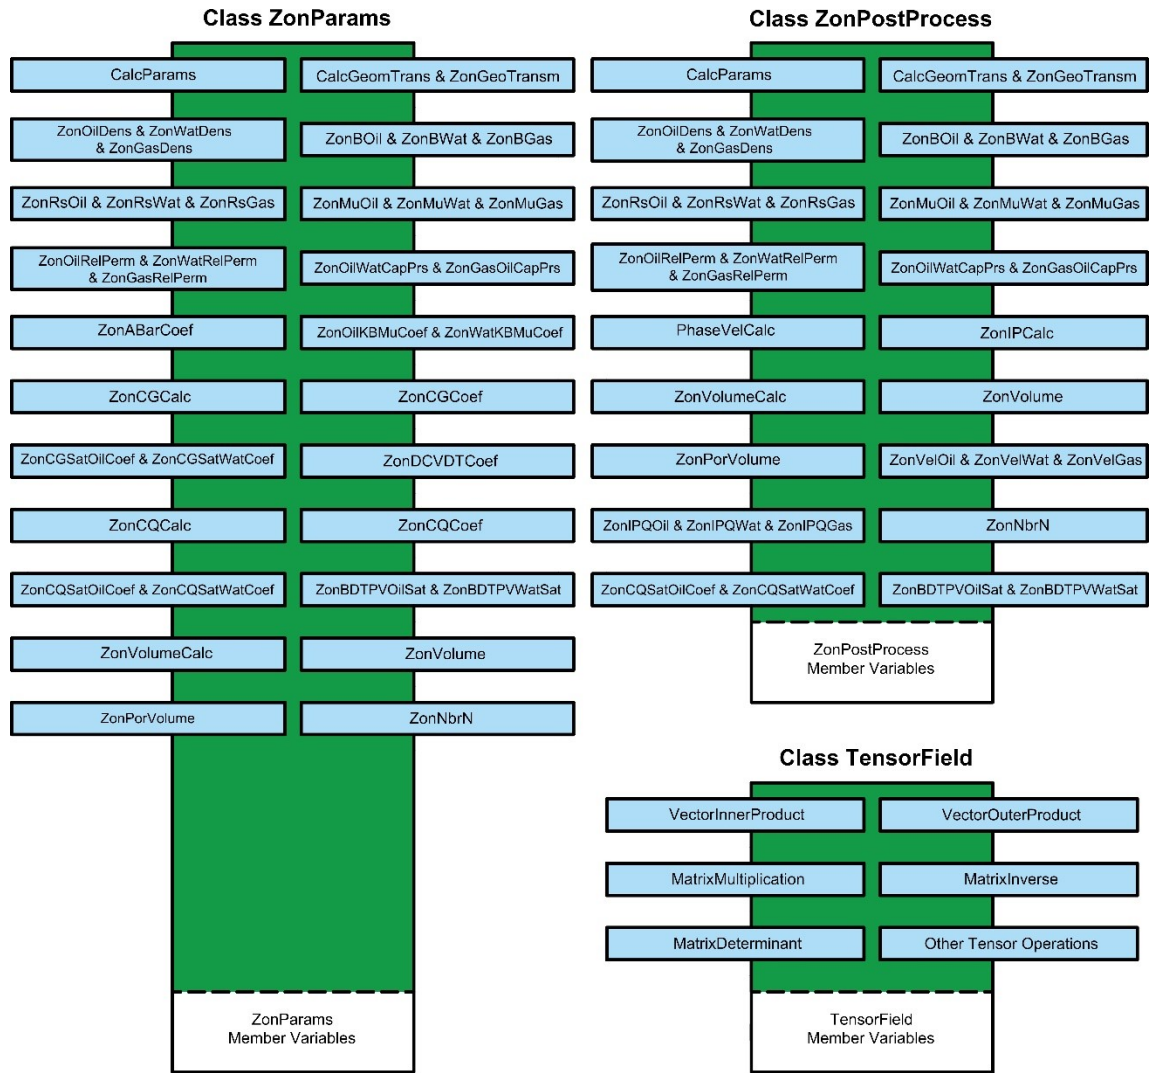 Class ZonParams
CalcParams
CalcGeomTrans & ZonGeoTransm
ZonOilDens & ZonWatDens
& ZonGasDens
ZonBOil & ZonBWat & ZonBGas
ZonRsOil & ZonRsWat & ZonRsGas
ZonMuOil & ZonMuWat & ZonMuGas
ZonOilRelPerm & ZonWatRelPerm
& ZonGasRelPerm
ZonOilWatCapPrs & ZonGasOilCapPrs
ZonABarCoef
ZonOilKBMuCoef & ZonWatKBMuCoef
ZonCGCalc
ZonCGCoef
ZonCGSatOilCoef & ZonCGSatWatCoef
ZonDCVDTCoef
ZonCQCalc
ZonCQCoef
ZonCQSatOilCoef & ZonCQSatWatCoef
ZonBDTPVOilSat & ZonBDTPVWatSat
ZonVolumeCalc
ZonVolume
ZonPorVolume
ZonNbrN
ZonParams
Member Variables
Class ZonPostProcess
CalcParams
CalcGeomTrans & ZonGeoTransm
ZonOilDens & ZonWatDens
& ZonGasDens
ZonBOil & ZonBWat & ZonBGas
ZonRsOil & ZonRsWat & ZonRsGas
ZonMuOil & ZonMuWat & ZonMuGas
ZonOilRelPerm & ZonWatRelPerm
& ZonGasRelPerm
ZonOilWatCapPrs & ZonGasOilCapPrs
PhaseVelCalc
ZonIPCalc
ZonVolumeCalc
ZonVolume
ZonPorVolume
ZonVelOil & ZonVelWat & ZonVelGas
ZonIPQOil & ZonIPQWat & ZonIPQGas
ZonNbrN
ZonCQSatOilCoef & ZonCQSatWatCoef
ZonBDTPVOilSat & ZonBDTPVWatSat
ZonPostProcess
Member Variables
Class TensorField
VectorInnerProduct
VectorOuterProduct
MatrixMultiplication
MatrixInverse
MatrixDeterminant
Other Tensor Operations
TensorField
Member Variables